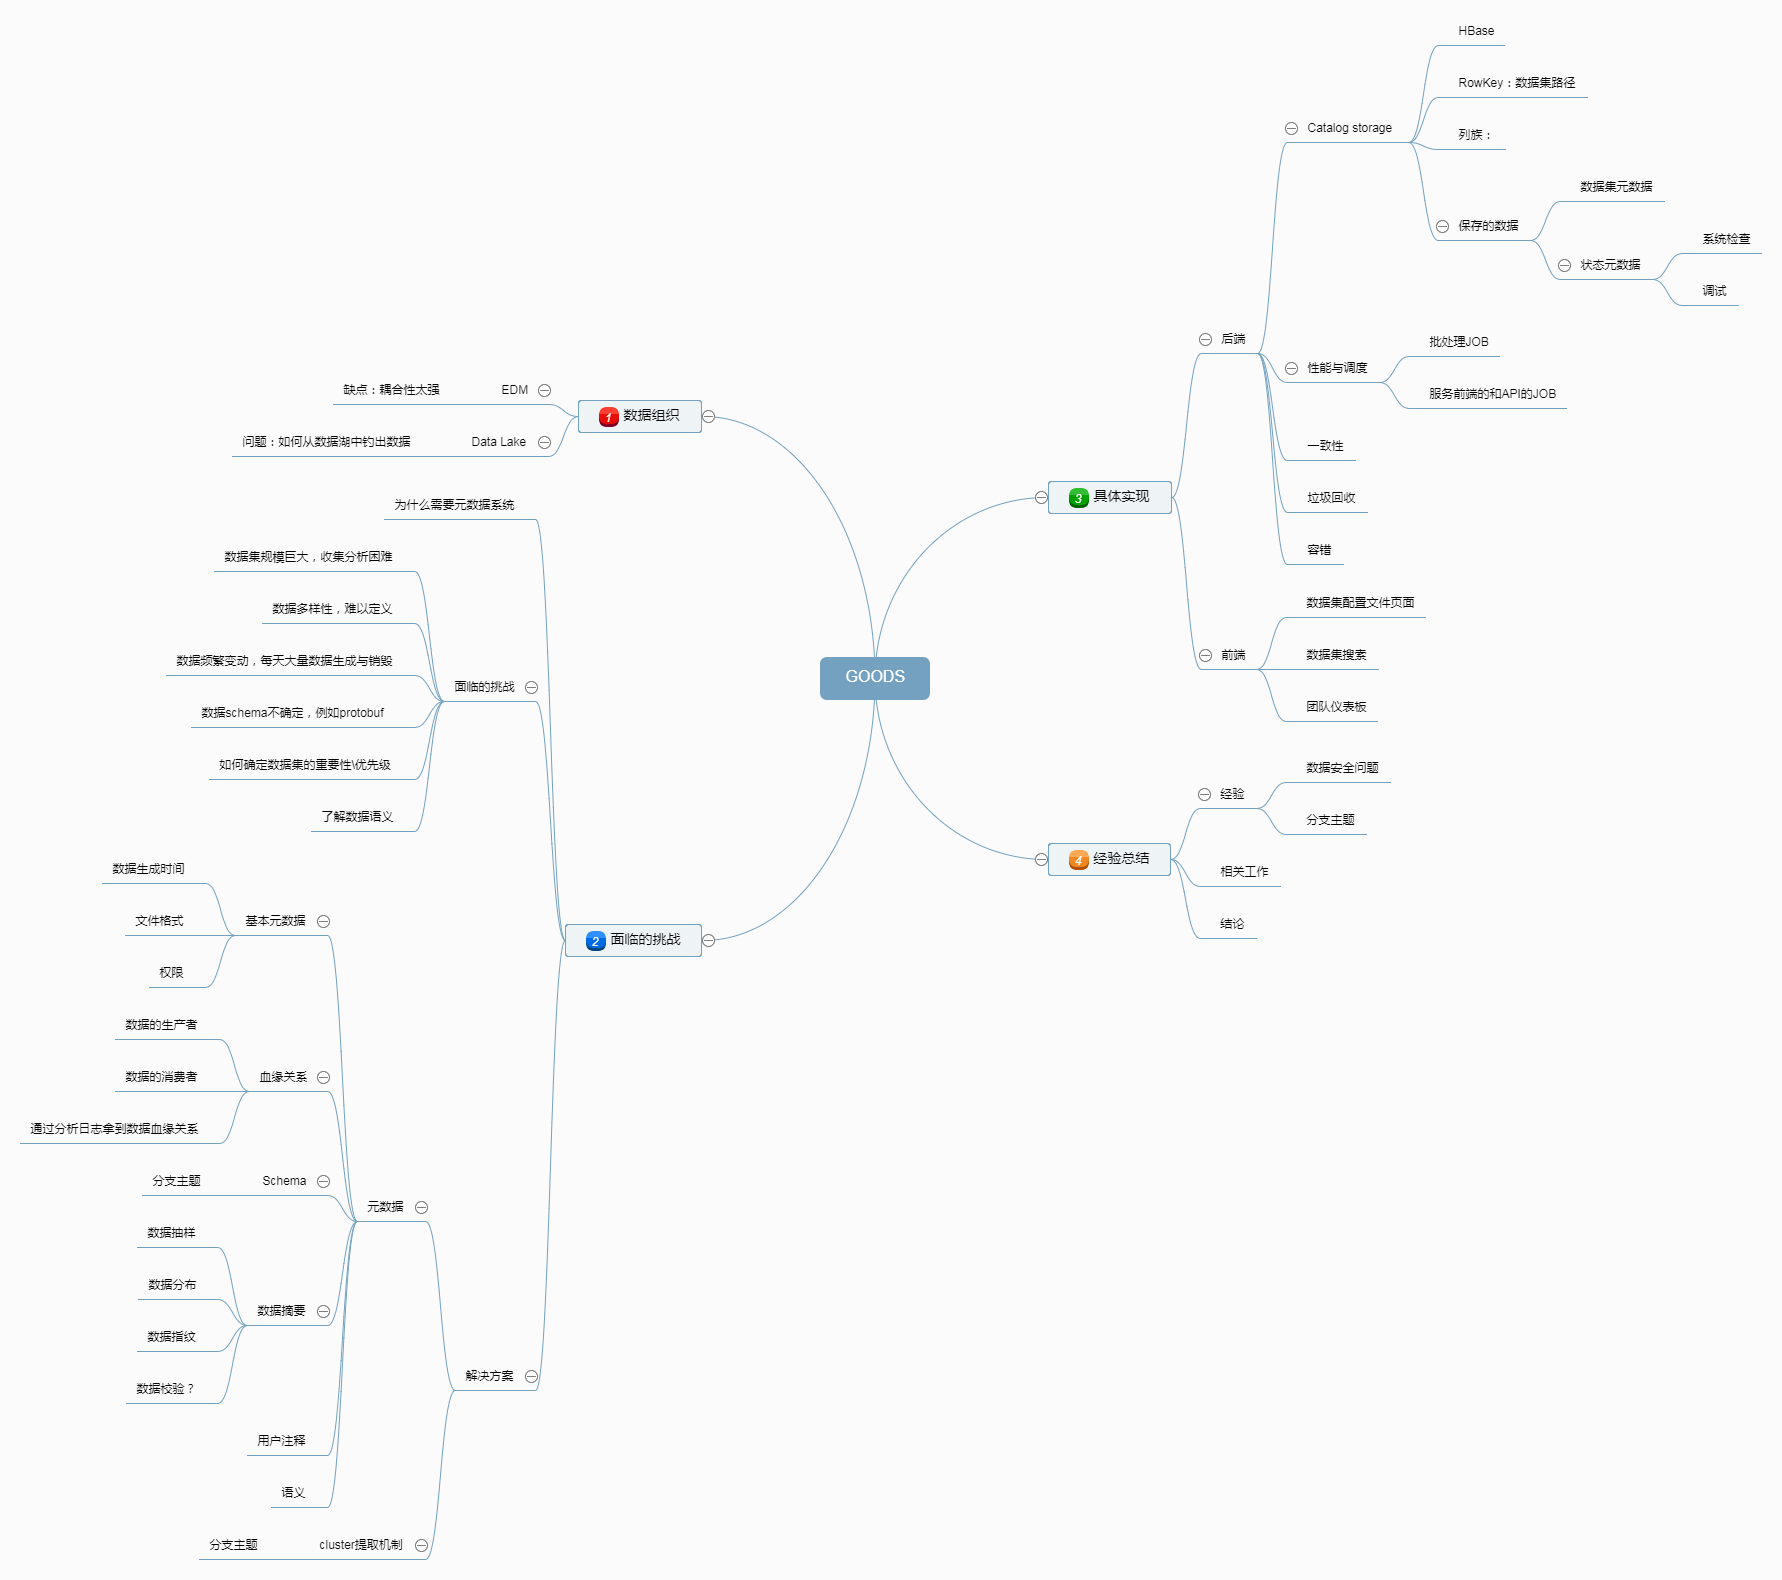 GOODS
1 数据组织
EDM
缺点：耦合性太强
Data Lake
问题：如何从数据湖中钓出数据
2 面临的挑战
为什么需要元数据系统
面临的挑战
数据集规模巨大，收集分析困难
数据多样性，难以定义
数据频繁变动，每天大量数据生成与销毁
数据schema不确定，例如protobuf
如何确定数据集的重要性\优先级
了解数据语义
解决方案
元数据
基本元数据
数据生成时间
文件格式
权限
血缘关系
数据的生产者
数据的消费者
通过分析日志拿到数据血缘关系
Schema
分支主题
数据摘要
数据抽样
数据分布
数据指纹
数据校验？
用户注释
语义
cluster提取机制
分支主题
3 具体实现
后端
Catalog storage
HBase
RowKey：数据集路径
列族：
保存的数据
数据集元数据
状态元数据
系统检查
调试
性能与调度
批处理JOB
服务前端的和API的JOB
一致性
垃圾回收
容错
前端
数据集配置文件页面
数据集搜索
团队仪表板
4 经验总结
经验
数据安全问题
分支主题
相关工作
结论